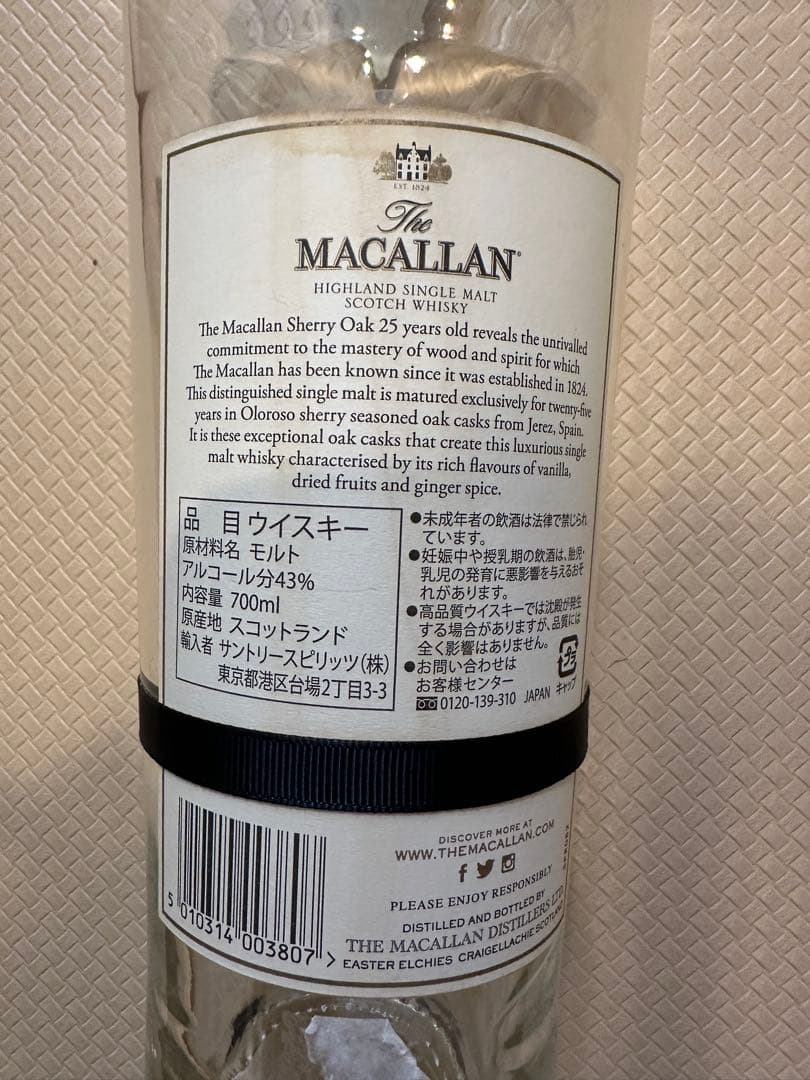 EST. 1824
The
MACALLAN
HIGHLAND SINGLE MALT
SCOTCH WHISKY
The Macallan Sherry Oak 25 years old reveals the unrivalled
commitment to the mastery of wood and spirit for which
The Macallan has been known since it was established in 1824.
This distinguished single malt is matured exclusively for twenty-five
years in Oloroso sherry seasoned oak casks from Jerez, Spain.
It is these exceptional oak casks that create this luxurious single
malt whisky characterised by its rich flavours of vanilla,
dried fruits and ginger spice.
品 目 ウイスキー
原材料名 モルト
アルコール分43%
内容量 700ml
原産地 スコットランド
輸入者 サントリースピリッツ(株)
東京都港区台場2丁目3-3
●未成年者の飲酒は法律で禁じられ
ています。
●妊娠中や授乳期の飲酒は、胎児・
乳児の発育に悪影響を与えるおそ
れがあります。
●高品質ウイスキーでは沈殿が発生
する場合がありますが、品質には
全く影響はありません。
●お問い合わせは
お客様センター
0120-139-310 JAPAN
プラ
キャップ
DISCOVER MORE AT
WWW.THEMACALLAN.COM
PLEASE ENJOY RESPONSIBLY
DISTILLED AND BOTTLED BY
THE MACALLAN DISTILLERS LTD
EASTER ELCHIES CRAIGELLACHIE SCOTLAND
5 010314 003807 >